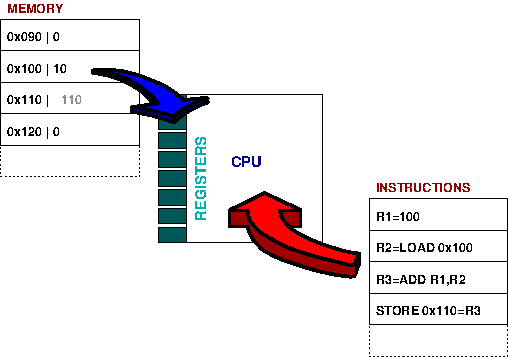 MEMORY
0x090 | 0
0x100 | 10
0x110 | 110
0x120 | 0
REGISTERS
CPU
INSTRUCTIONS
R1=100
R2=LOAD 0x100
R3=ADD R1,R2
STORE 0x110=R3